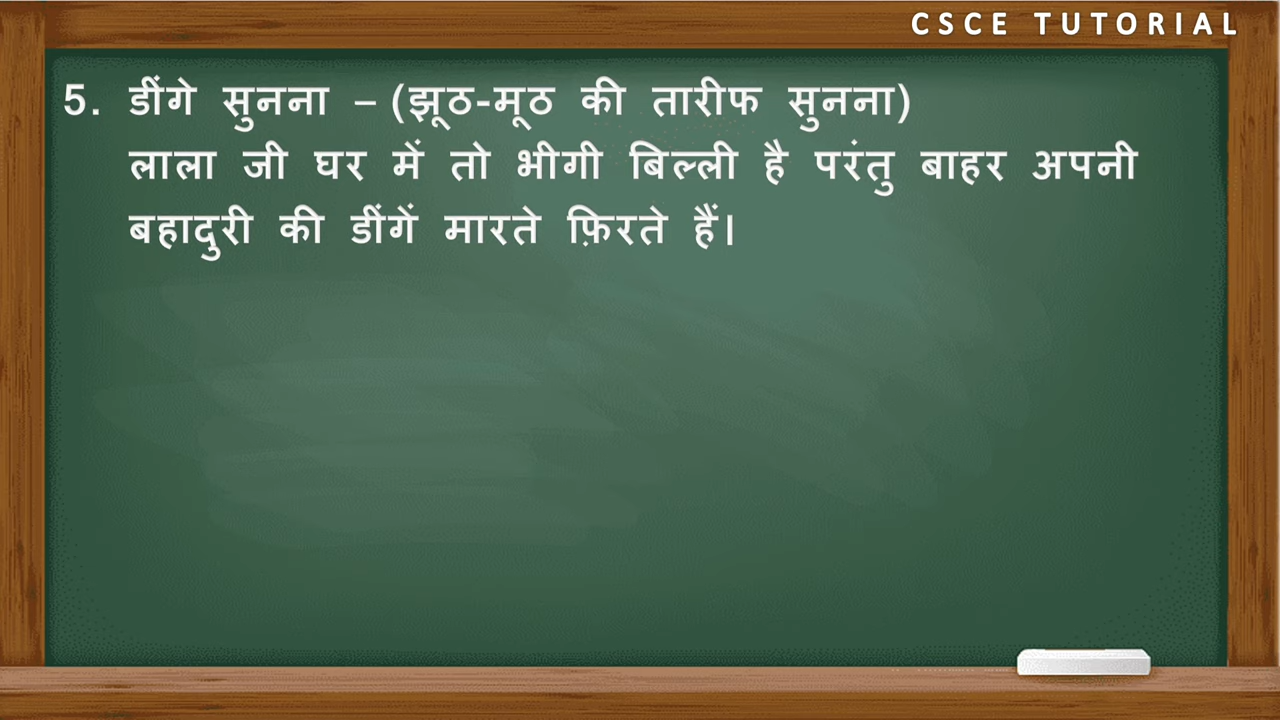 CSCE TUTORIAL
5. डींगे सुनना – (झूठ-मूठ की तारीफ सुनना)
लाला जी घर में तो भीगी बिल्ली है परंतु बाहर अपनी
बहादुरी की डींगें मारते फ़िरते हैं।